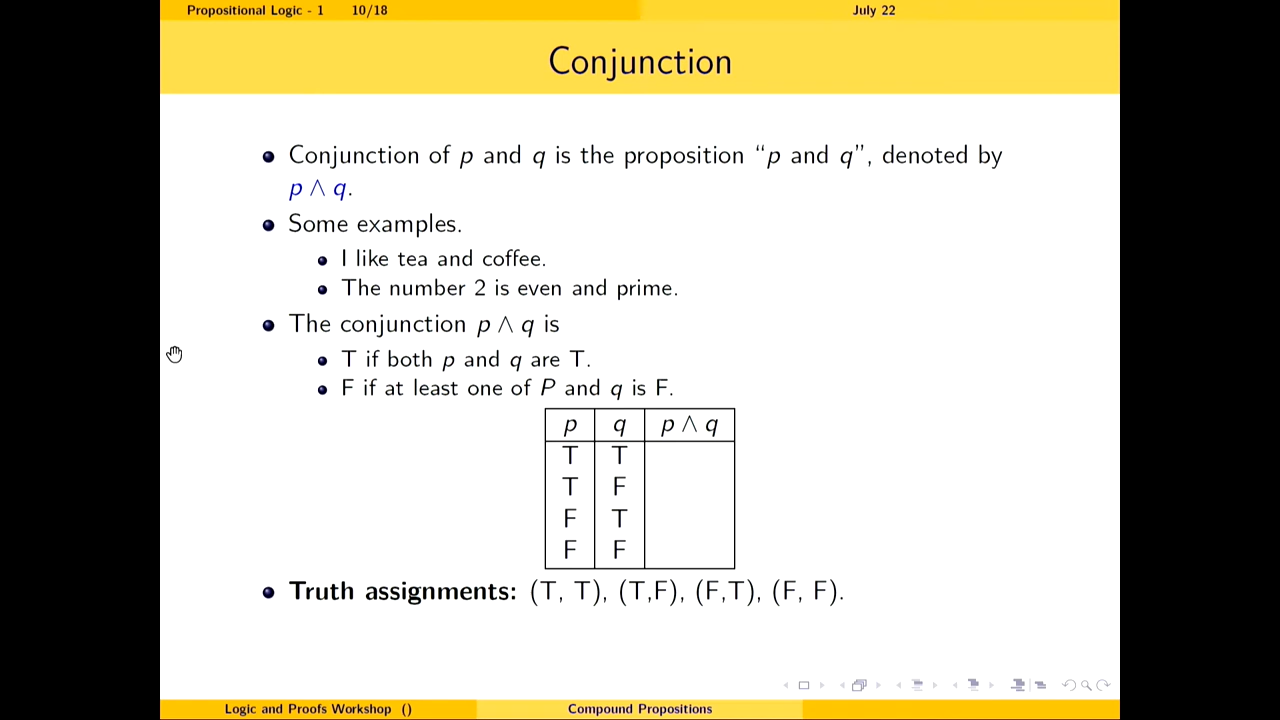 Propositional Logic - 1 10/18 July 22
Conjunction
Conjunction of p and q is the proposition “p and q”, denoted by
p ∧ q.
Some examples.
I like tea and coffee.
The number 2 is even and prime.
The conjunction p ∧ q is
T if both p and q are T.
F if at least one of P and q is F.
p q p ∧ q
T T
T F
F T
F F
Truth assignments: (T, T), (T,F), (F,T), (F, F).
Logic and Proofs Workshop () Compound Propositions